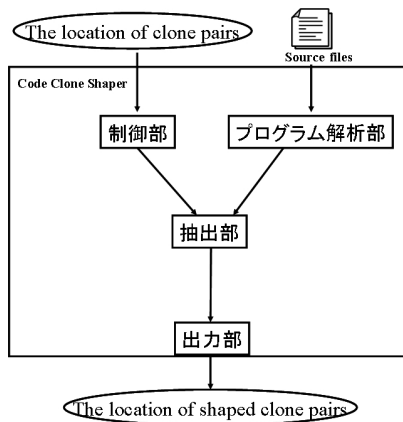 The location of clone pairs
Source files
Code Clone Shaper
制御部
プログラム解析部
抽出部
出力部
The location of shaped clone pairs